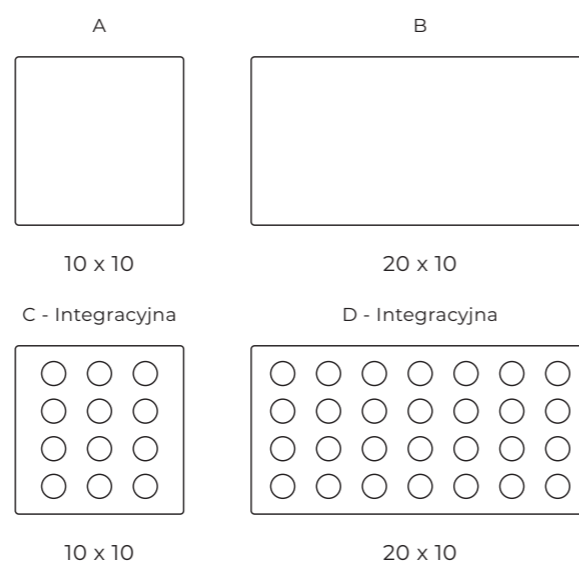 A
B
10 x 10
20 x 10
C - Integracyjna
D - Integracyjna
10 x 10
20 x 10